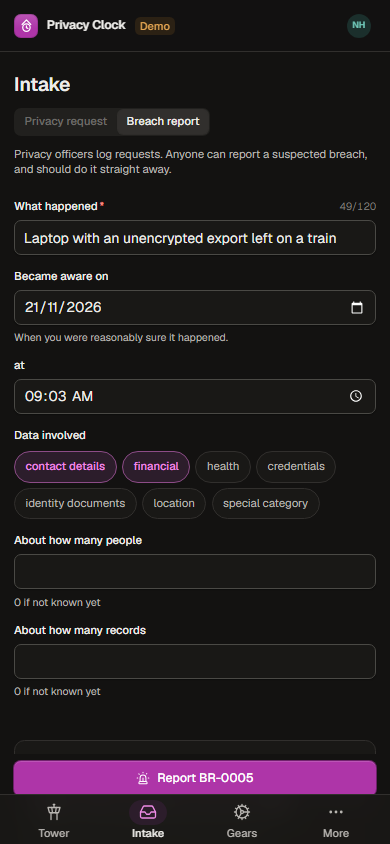 Privacy Clock Demo NH
Intake
Privacy request Breach report
Privacy officers log requests. Anyone can report a suspected breach,
and should do it straight away.
What happened* 49/120
Laptop with an unencrypted export left on a train
Became aware on
21/11/2026
When you were reasonably sure it happened.
at
09:03 AM
Data involved
contact details financial health credentials
identity documents location special category
About how many people
0 if not known yet
About how many records
0 if not known yet
Report BR-0005
Tower Intake Gears More